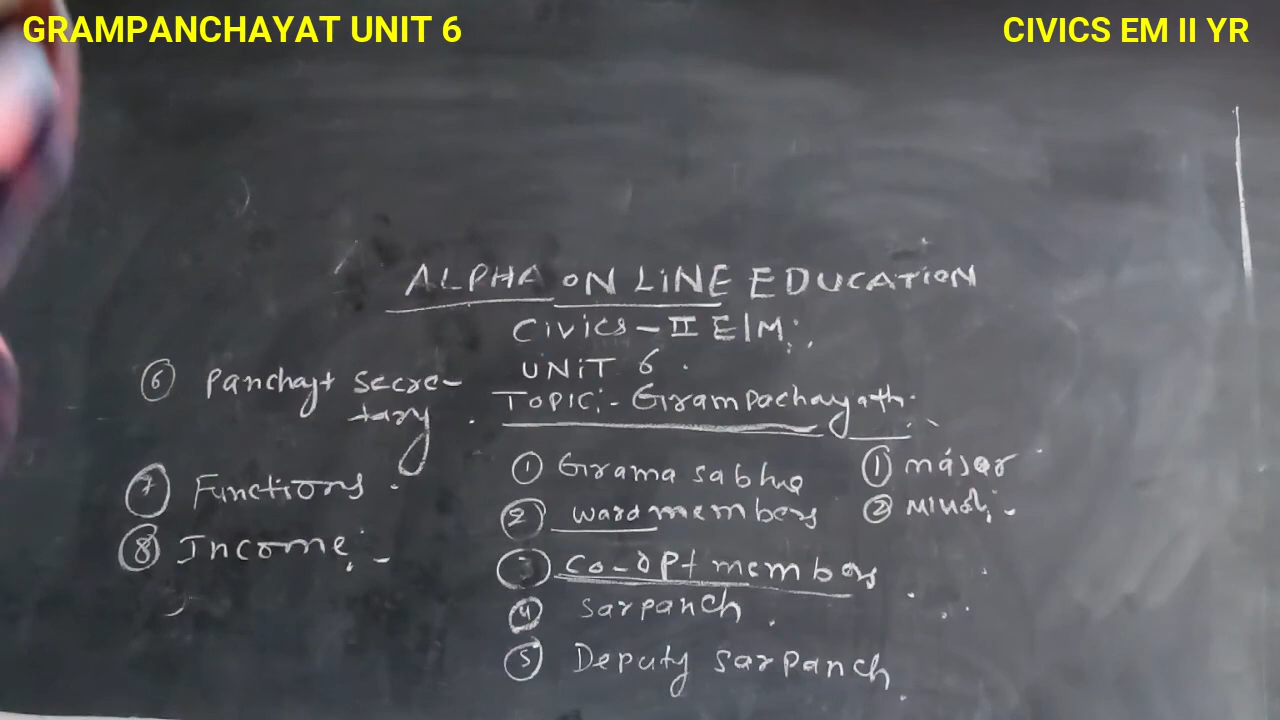 GRAMPANCHAYAT UNIT 6
CIVICS EM II YR
ALPHA ON LINE EDUCATION
CIVICS - II E/M:
UNIT 6.
TOPIC:- Grampachayath.
① Grama sabha
② ward members
③ co-opt members
④ Sarpanch.
⑤ Deputy sarpanch.
① major
② 
⑥ Panchayt secre-
tary.
⑦ Functions.
⑧ Income:-